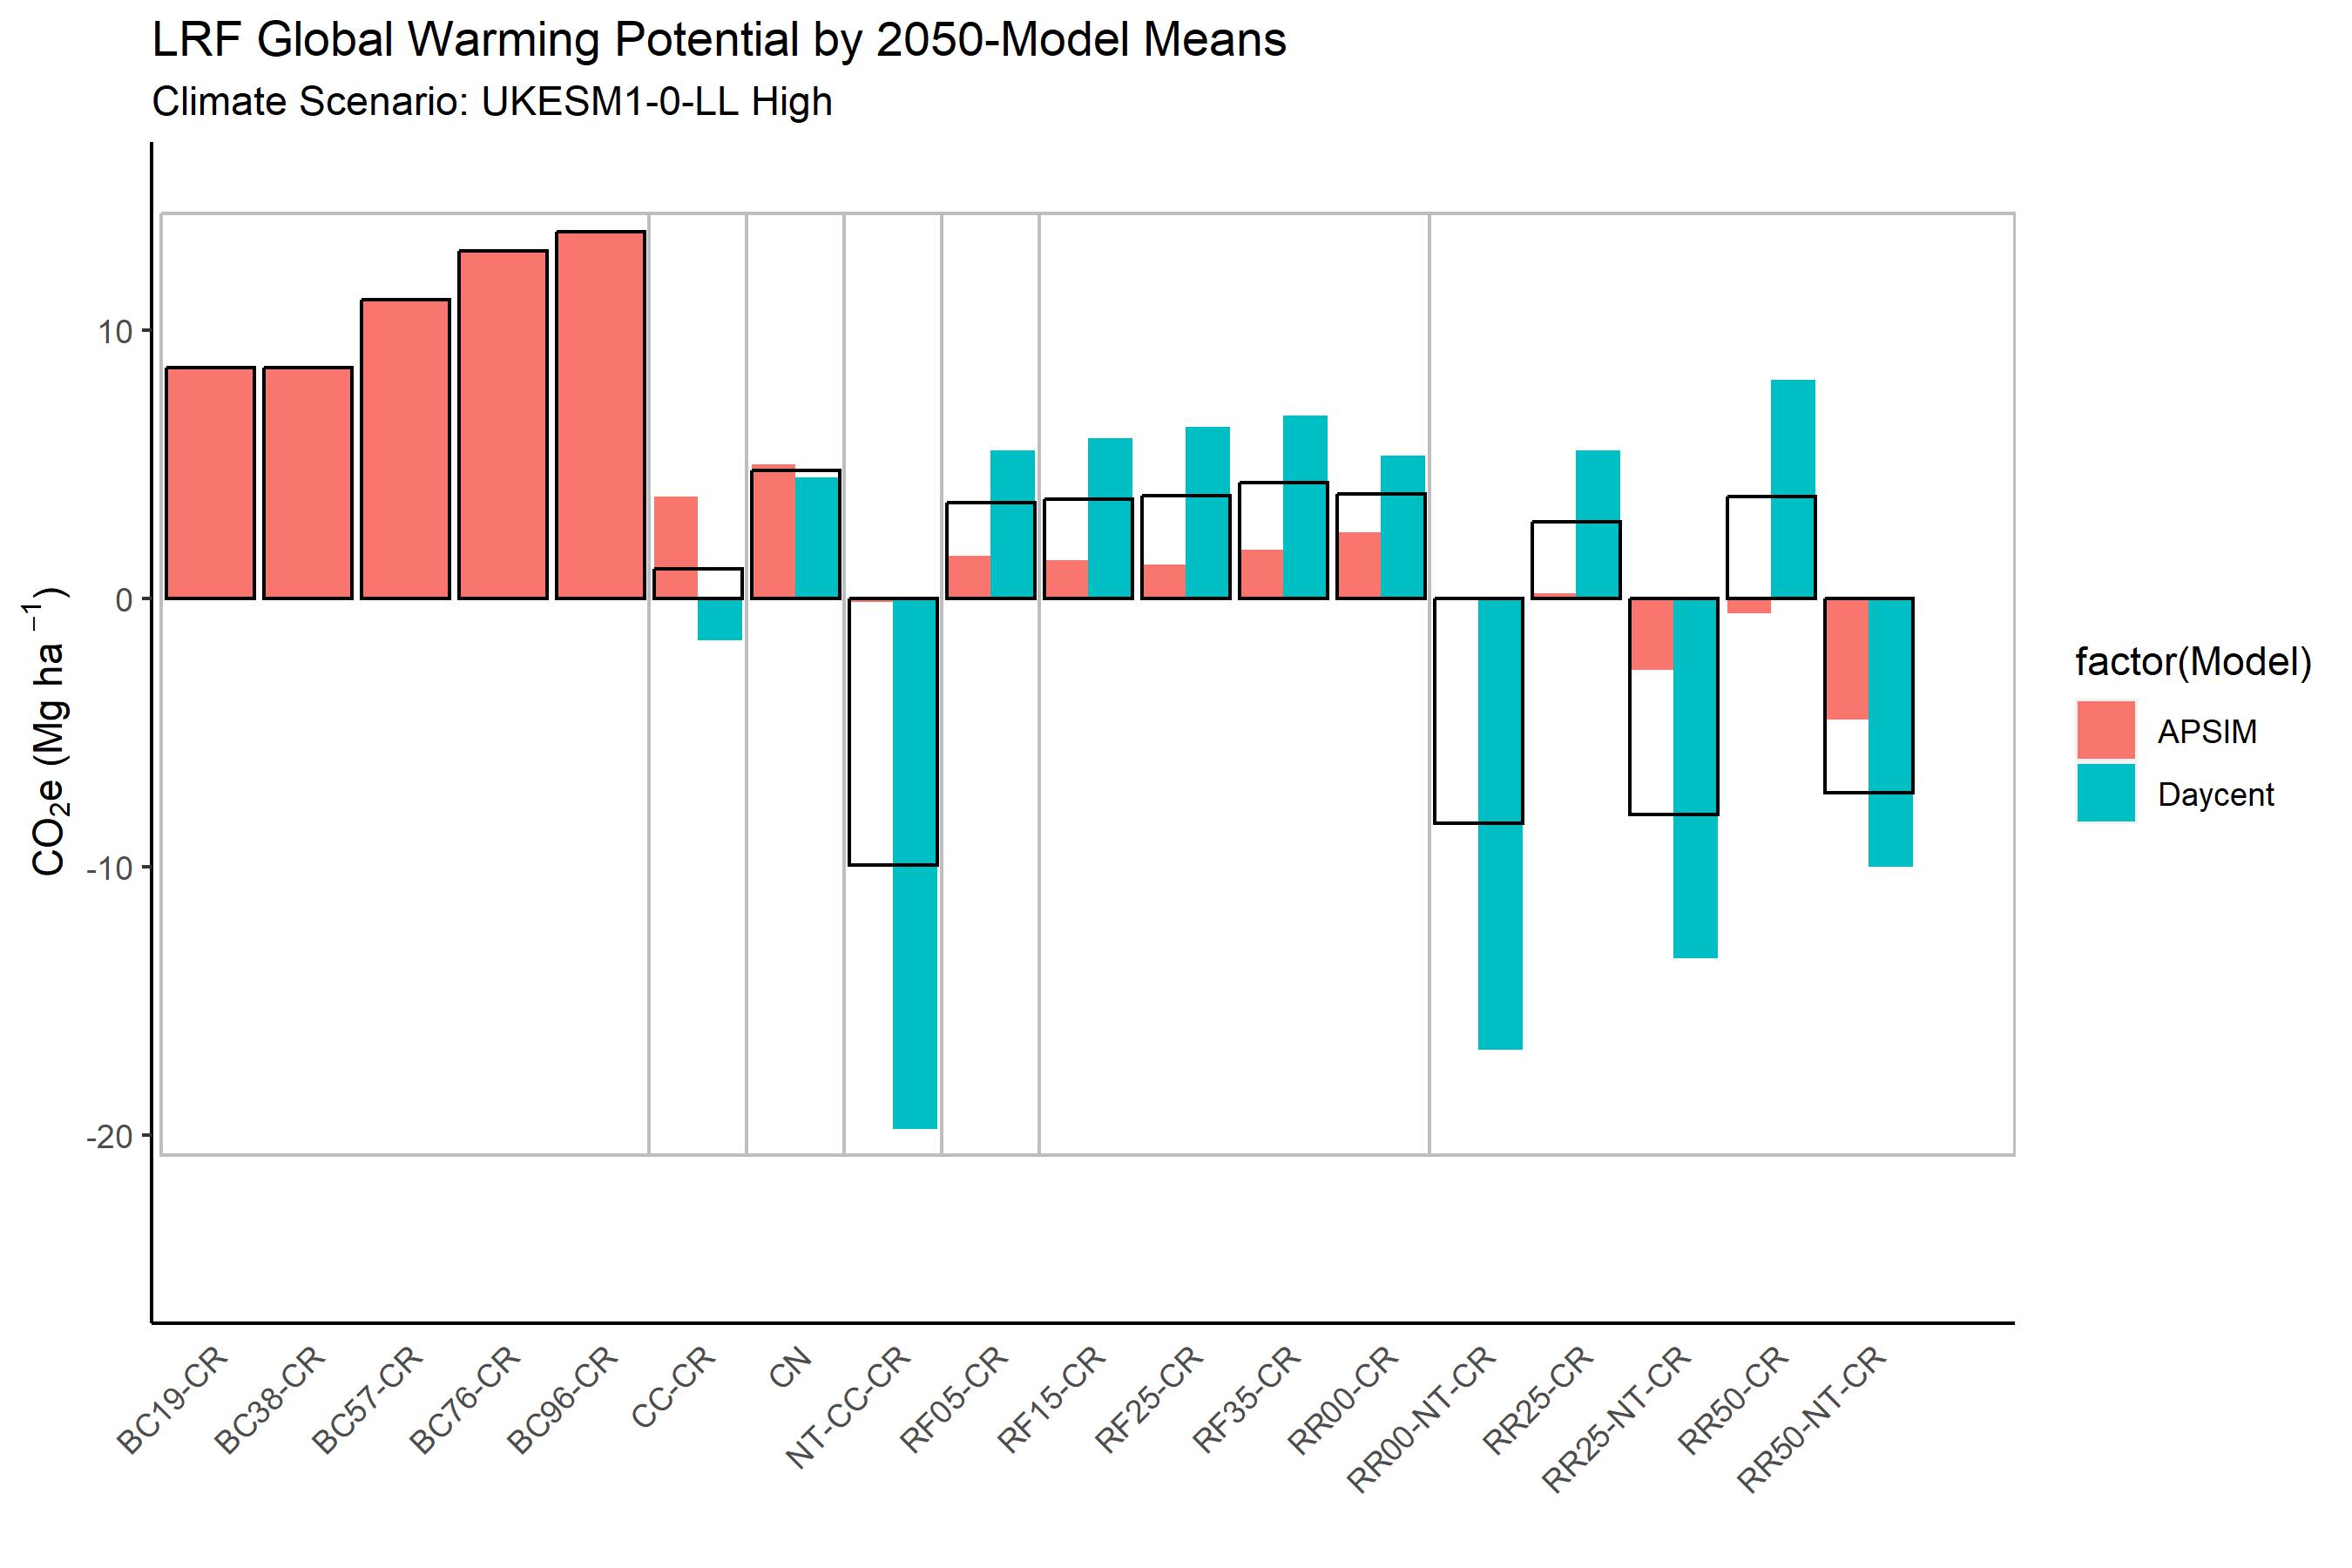 LRF Global Warming Potential by 2050-Model Means
Climate Scenario: UKESM1-0-LL High
CO₂e (Mg ha ⁻¹)
10
0
-10
-20
BC19-CR
BC38-CR
BC57-CR
BC76-CR
BC96-CR
CC-CR
CN
NT-CC-CR
RF05-CR
RF15-CR
RF25-CR
RF35-CR
RR00-CR
RR00-NT-CR
RR25-CR
RR25-NT-CR
RR50-CR
RR50-NT-CR
factor(Model)
APSIM
Daycent